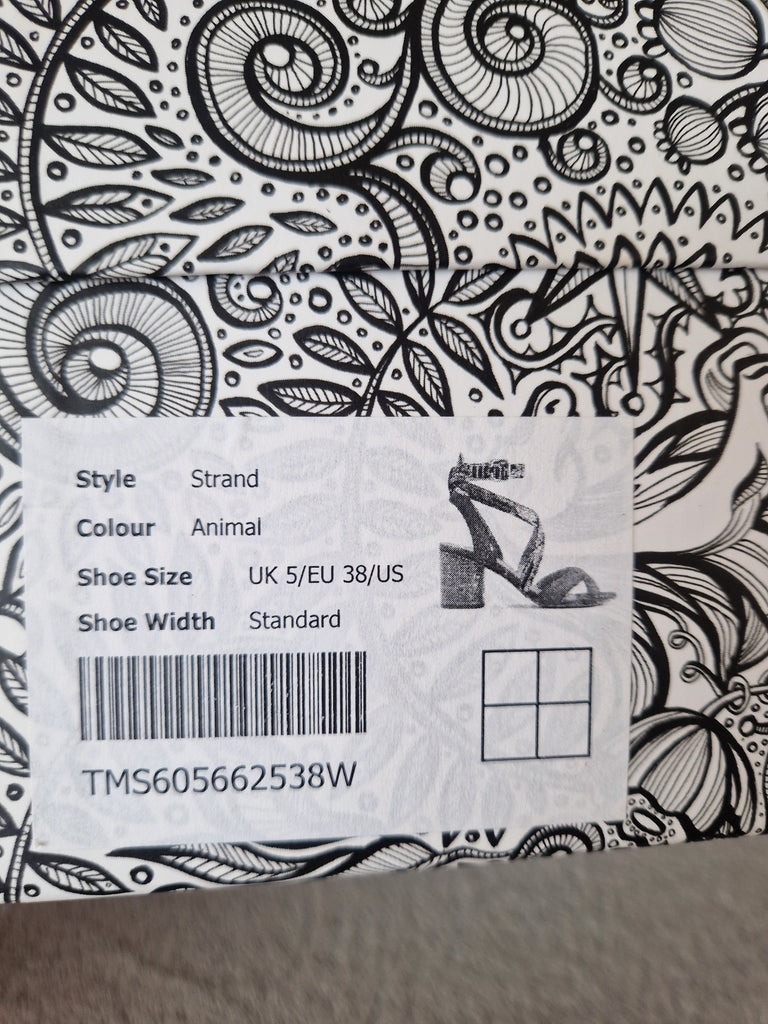 Style Strand
Colour Animal
Shoe Size UK 5/EU 38/US
Shoe Width Standard
TMS605662538W